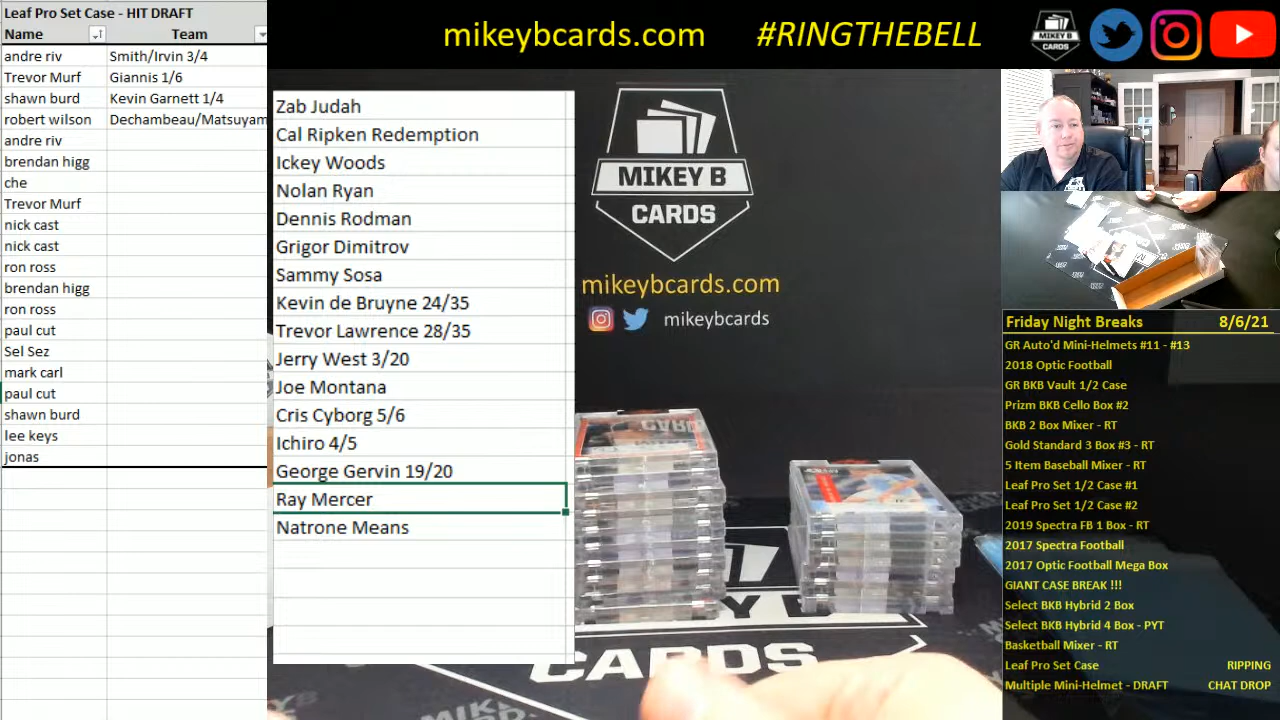 Leaf Pro Set Case - HIT DRAFT
Name Team
andre riv Smith/Irvin 3/4
Trevor Murf Giannis 1/6
shawn burd Kevin Garnett 1/4
robert wilson Dechambeau/Matsuyam
andre riv
brendan higg
che
Trevor Murf
nick cast
nick cast
ron ross
brendan higg
ron ross
paul cut
Sel Sez
mark carl
paul cut
shawn burd
lee keys
jonas
Zab Judah
Cal Ripken Redemption
Ickey Woods
Nolan Ryan
Dennis Rodman
Grigor Dimitrov
Sammy Sosa
Kevin de Bruyne 24/35
Trevor Lawrence 28/35
Jerry West 3/20
Joe Montana
Cris Cyborg 5/6
Ichiro 4/5
George Gervin 19/20
Ray Mercer
Natrone Means
mikeybcards.com #RINGTHEBELL
MIKEY B
CARDS
MIKEY B
CARDS
mikeybcards.com
mikeybcards
CARDS
Friday Night Breaks 8/6/21
GR Auto'd Mini-Helmets #11 - #13
2018 Optic Football
GR BKB Vault 1/2 Case
Prizm BKB Cello Box #2
BKB 2 Box Mixer - RT
Gold Standard 3 Box #3 - RT
5 Item Baseball Mixer - RT
Leaf Pro Set 1/2 Case #1
Leaf Pro Set 1/2 Case #2
2019 Spectra FB 1 Box - RT
2017 Spectra Football
2017 Optic Football Mega Box
GIANT CASE BREAK !!!
Select BKB Hybrid 2 Box
Select BKB Hybrid 4 Box - PYT
Basketball Mixer - RT
Leaf Pro Set Case RIPPING
Multiple Mini-Helmet - DRAFT CHAT DROP